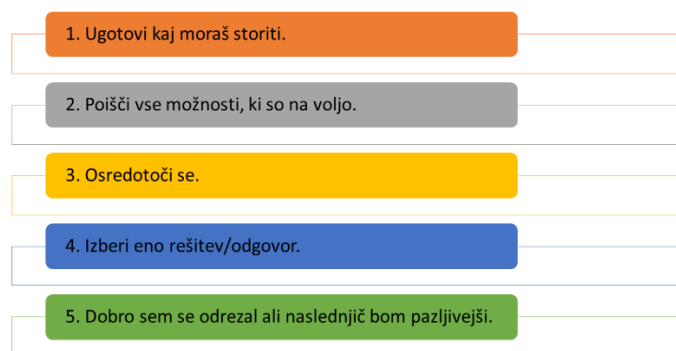 1. Ugotovi kaj moraš storiti.
2. Poišči vse možnosti, ki so na voljo.
3. Osredotoči se.
4. Izberi eno rešitev/odgovor.
5. Dobro sem se odrezal ali naslednjič bom pazljivejši.